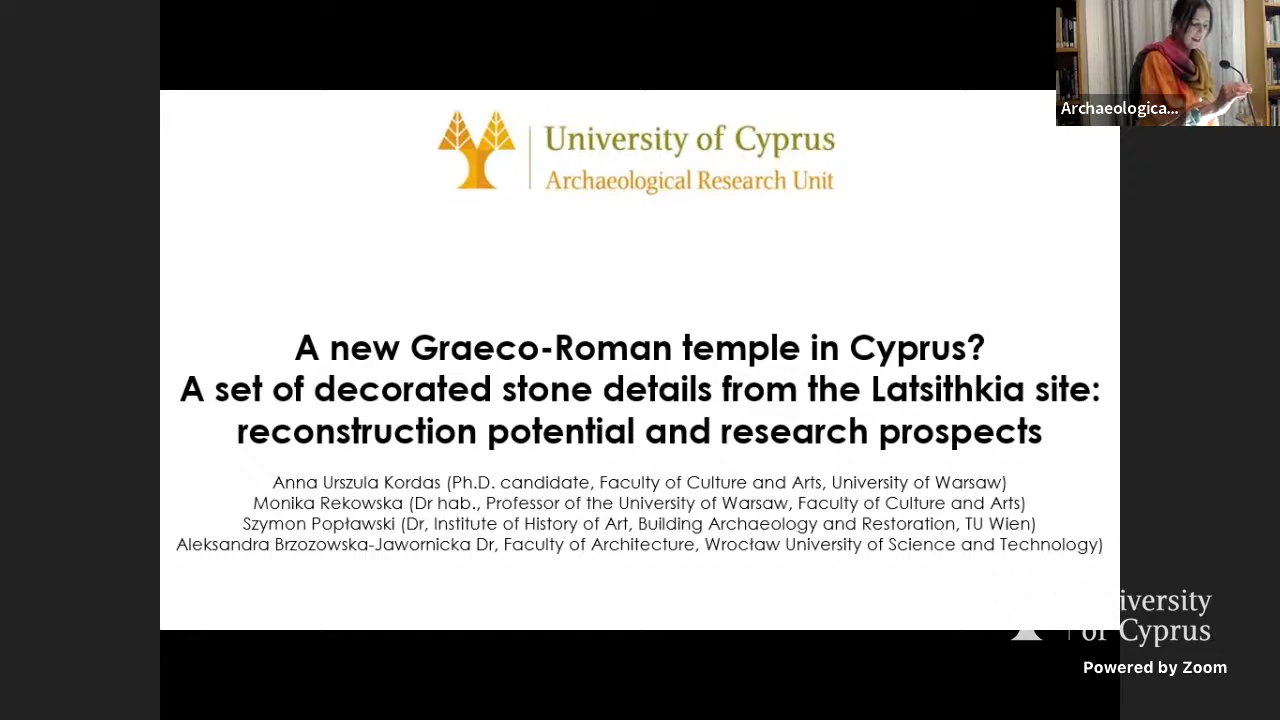 Archaeologica...
University of Cyprus
Archaeological Research Unit
A new Graeco-Roman temple in Cyprus?
A set of decorated stone details from the Latsithkia site:
reconstruction potential and research prospects
Anna Urszula Kordas (Ph.D. candidate, Faculty of Culture and Arts, University of Warsaw)
Monika Rekowska (Dr hab., Professor of the University of Warsaw, Faculty of Culture and Arts)
Szymon Popławski (Dr, Institute of History of Art, Building Archaeology and Restoration, TU Wien)
Aleksandra Brzozowska-Jawornicka Dr, Faculty of Architecture, Wrocław University of Science and Technology)
iversity
of Cyprus
Powered by Zoom